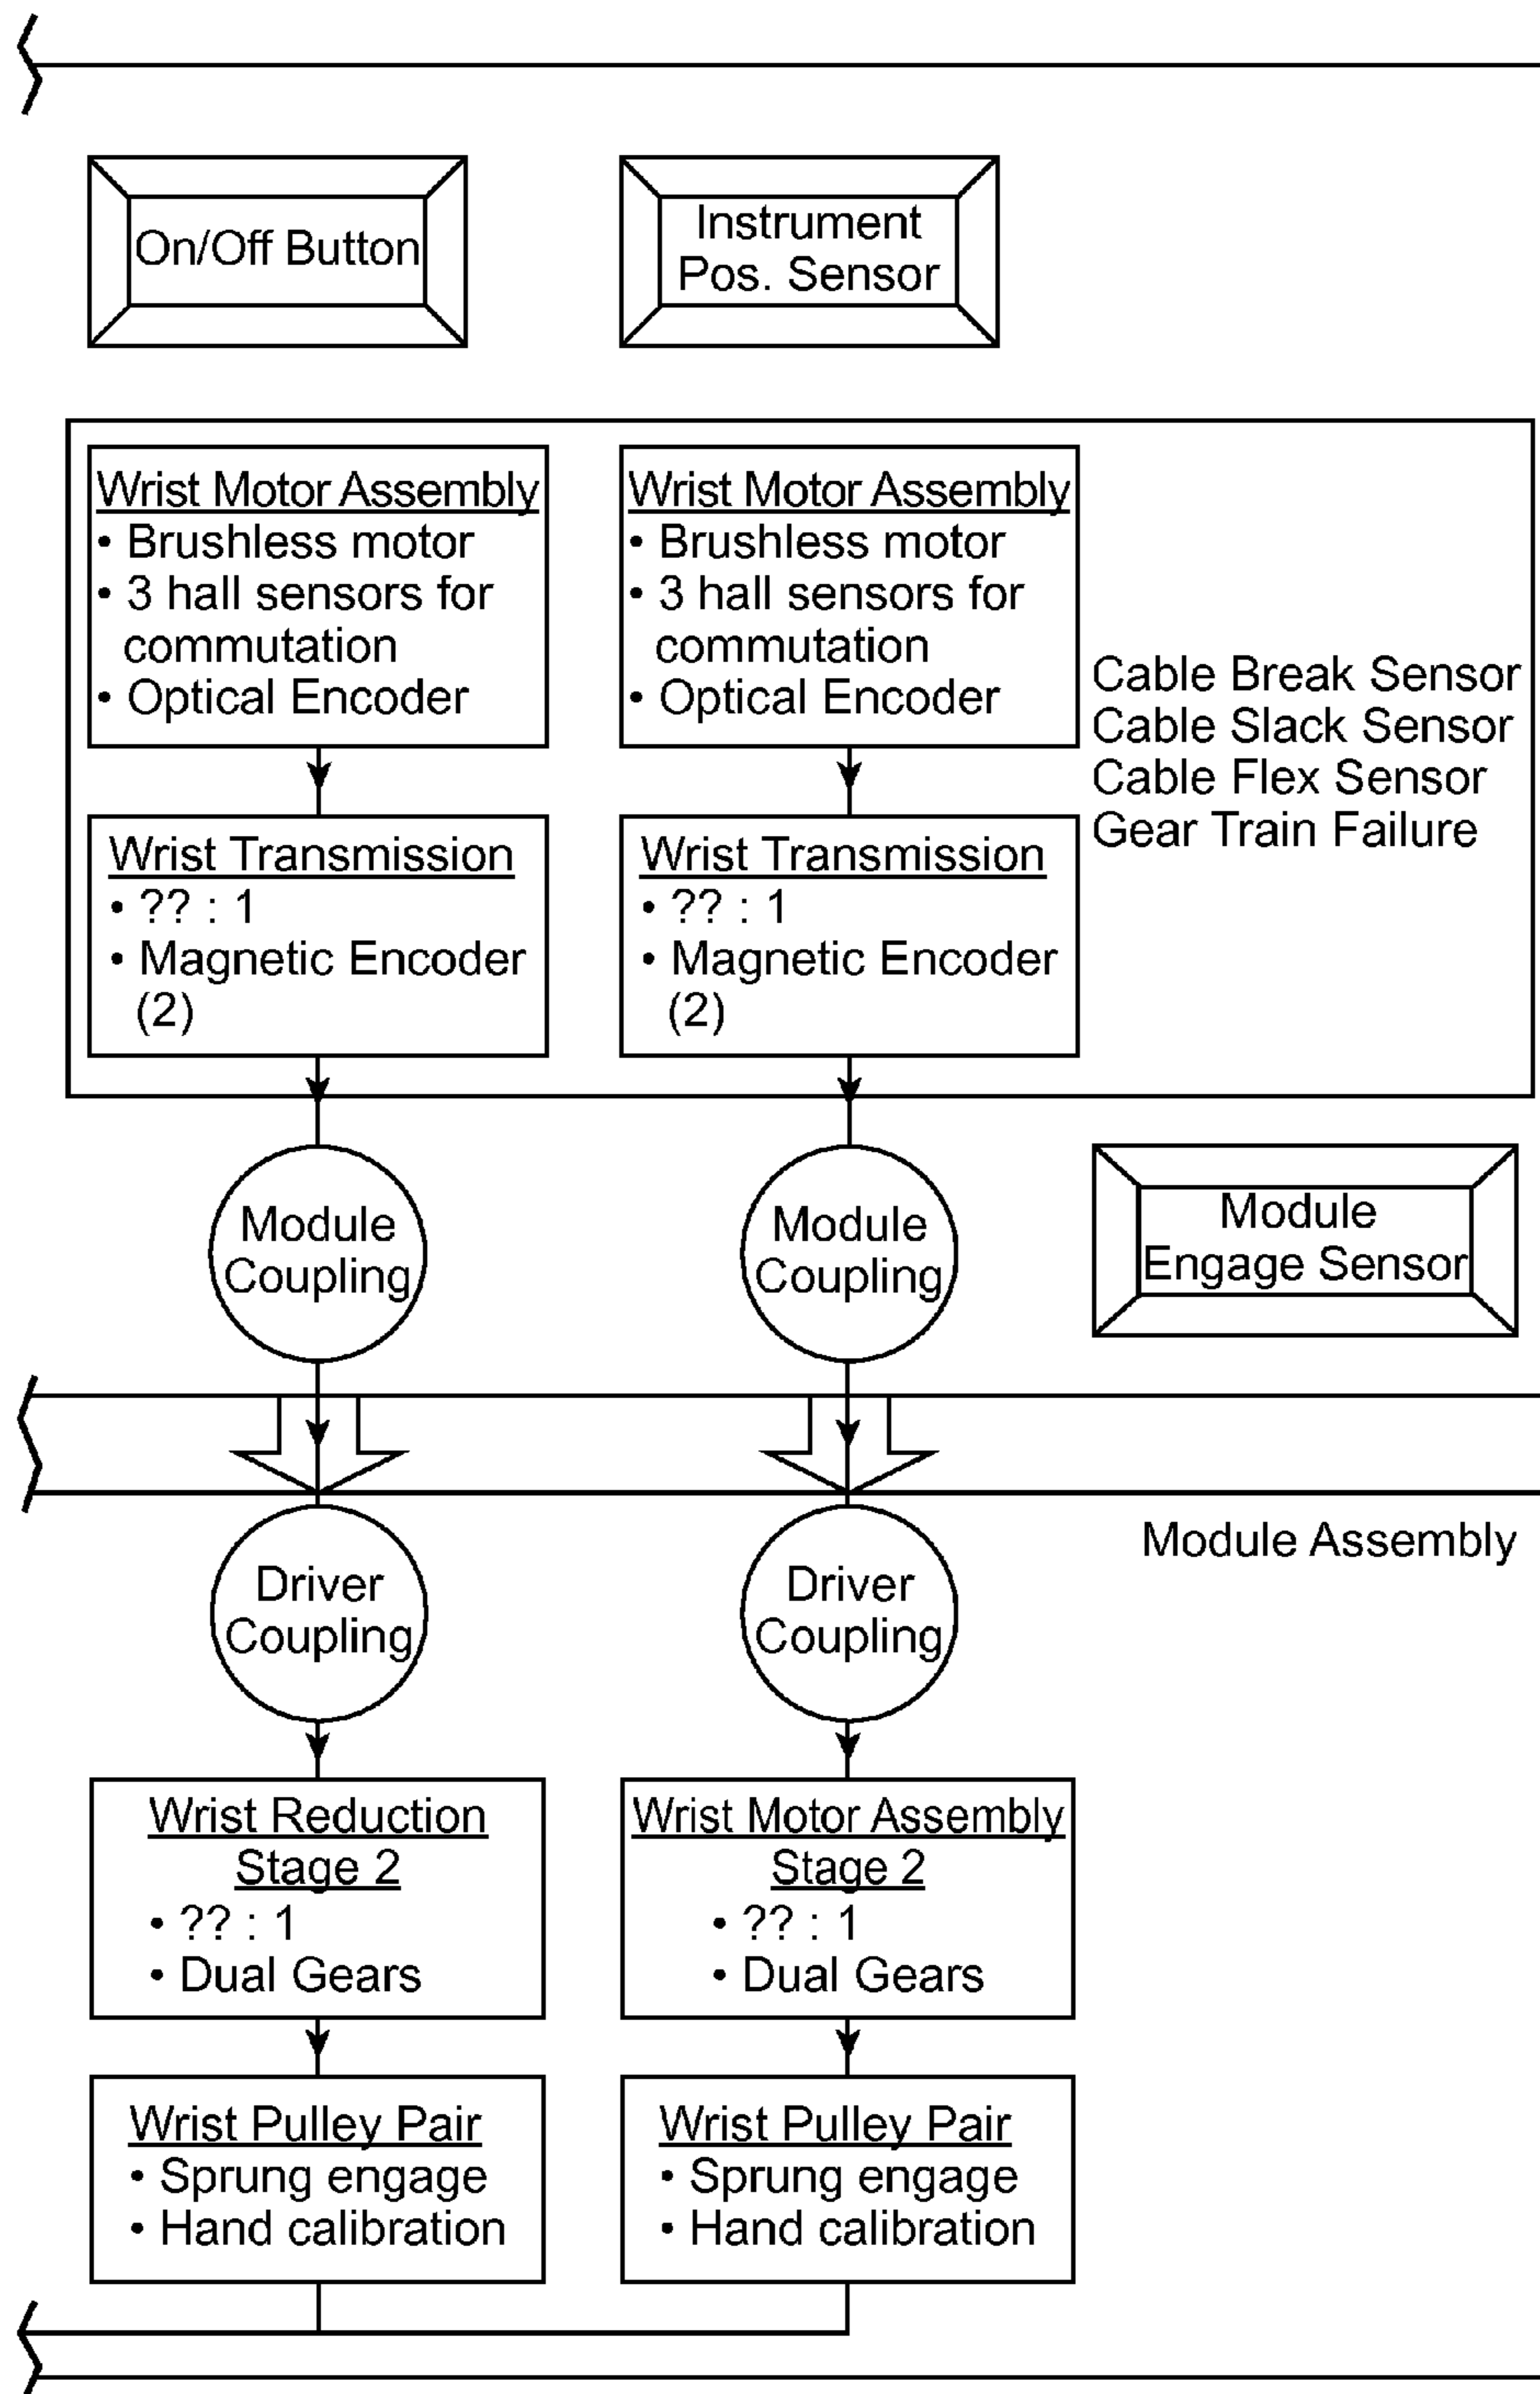 On/Off Button
Instrument
Pos. Sensor
Wrist Motor Assembly
• Brushless motor
• 3 hall sensors for
commutation
• Optical Encoder
Wrist Motor Assembly
• Brushless motor
• 3 hall sensors for
commutation
• Optical Encoder
Cable Break Sensor
Cable Slack Sensor
Cable Flex Sensor
Gear Train Failure
Wrist Transmission
• ?? : 1
• Magnetic Encoder
(2)
Wrist Transmission
• ?? : 1
• Magnetic Encoder
(2)
Module
Coupling
Module
Coupling
Module
Engage Sensor
Module Assembly
Driver
Coupling
Driver
Coupling
Wrist Reduction
Stage 2
• ?? : 1
• Dual Gears
Wrist Motor Assembly
Stage 2
• ?? : 1
• Dual Gears
Wrist Pulley Pair
• Sprung engage
• Hand calibration
Wrist Pulley Pair
• Sprung engage
• Hand calibration